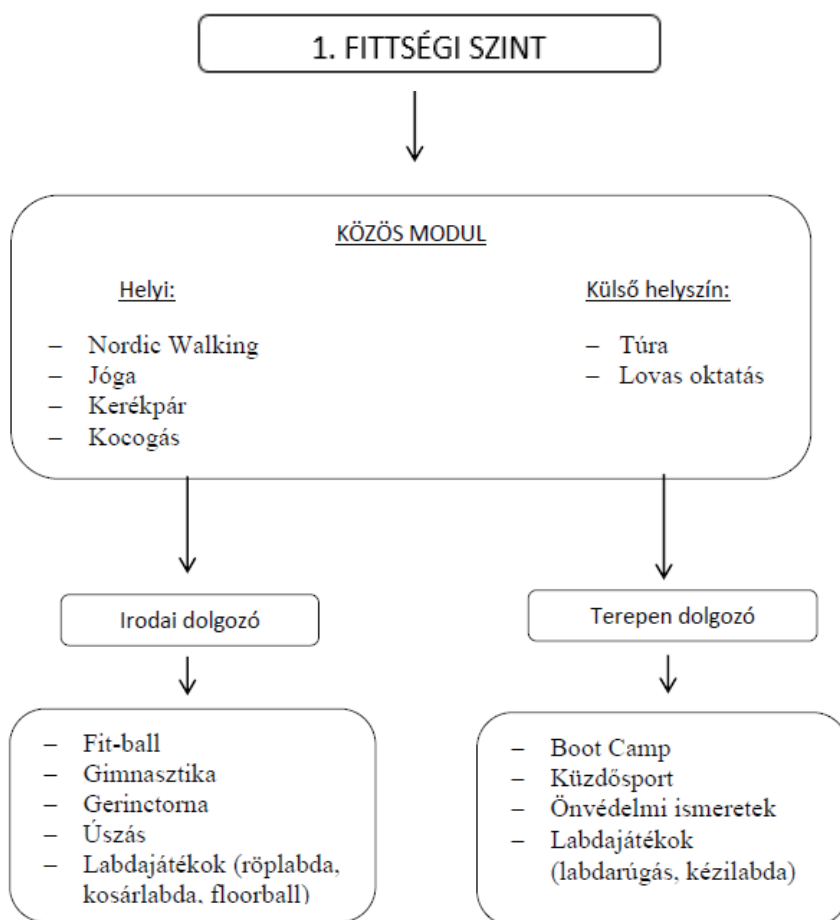 1. FITTSÉGI SZINT
KÖZÖS MODUL
Helyi:
– Nordic Walking
– Jóga
– Kerékpár
– Kocogás
Külső helyszín:
– Túra
– Lovas oktatás
Irodai dolgozó
– Fit-ball
– Gimnasztika
– Gerinctorna
– Úszás
– Labdajátékok (röplabda,
kosárlabda, floorball)
Terepen dolgozó
– Boot Camp
– Küzdősport
– Önvédelmi ismeretek
– Labdajátékok
(labdarúgás, kézilabda)